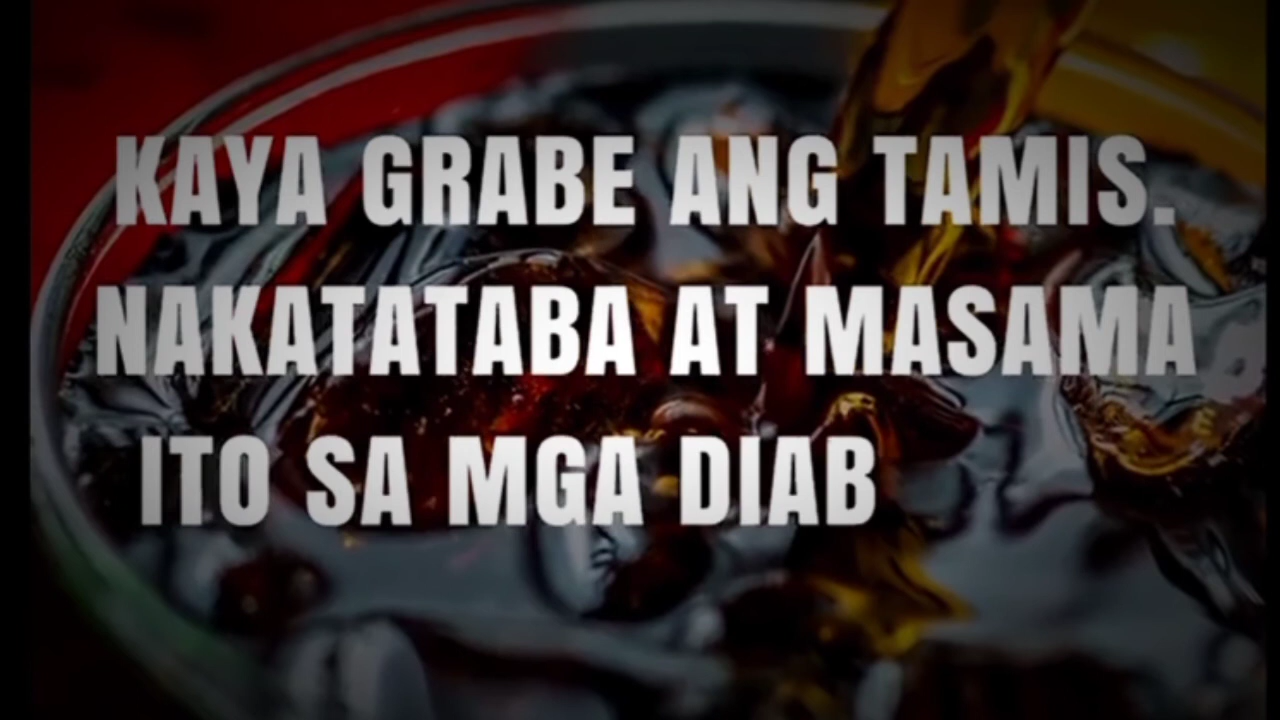 KAYA GRABE ANG TAMIS.
NAKATATABA AT MASAMA
ITO SA MGA DIAB